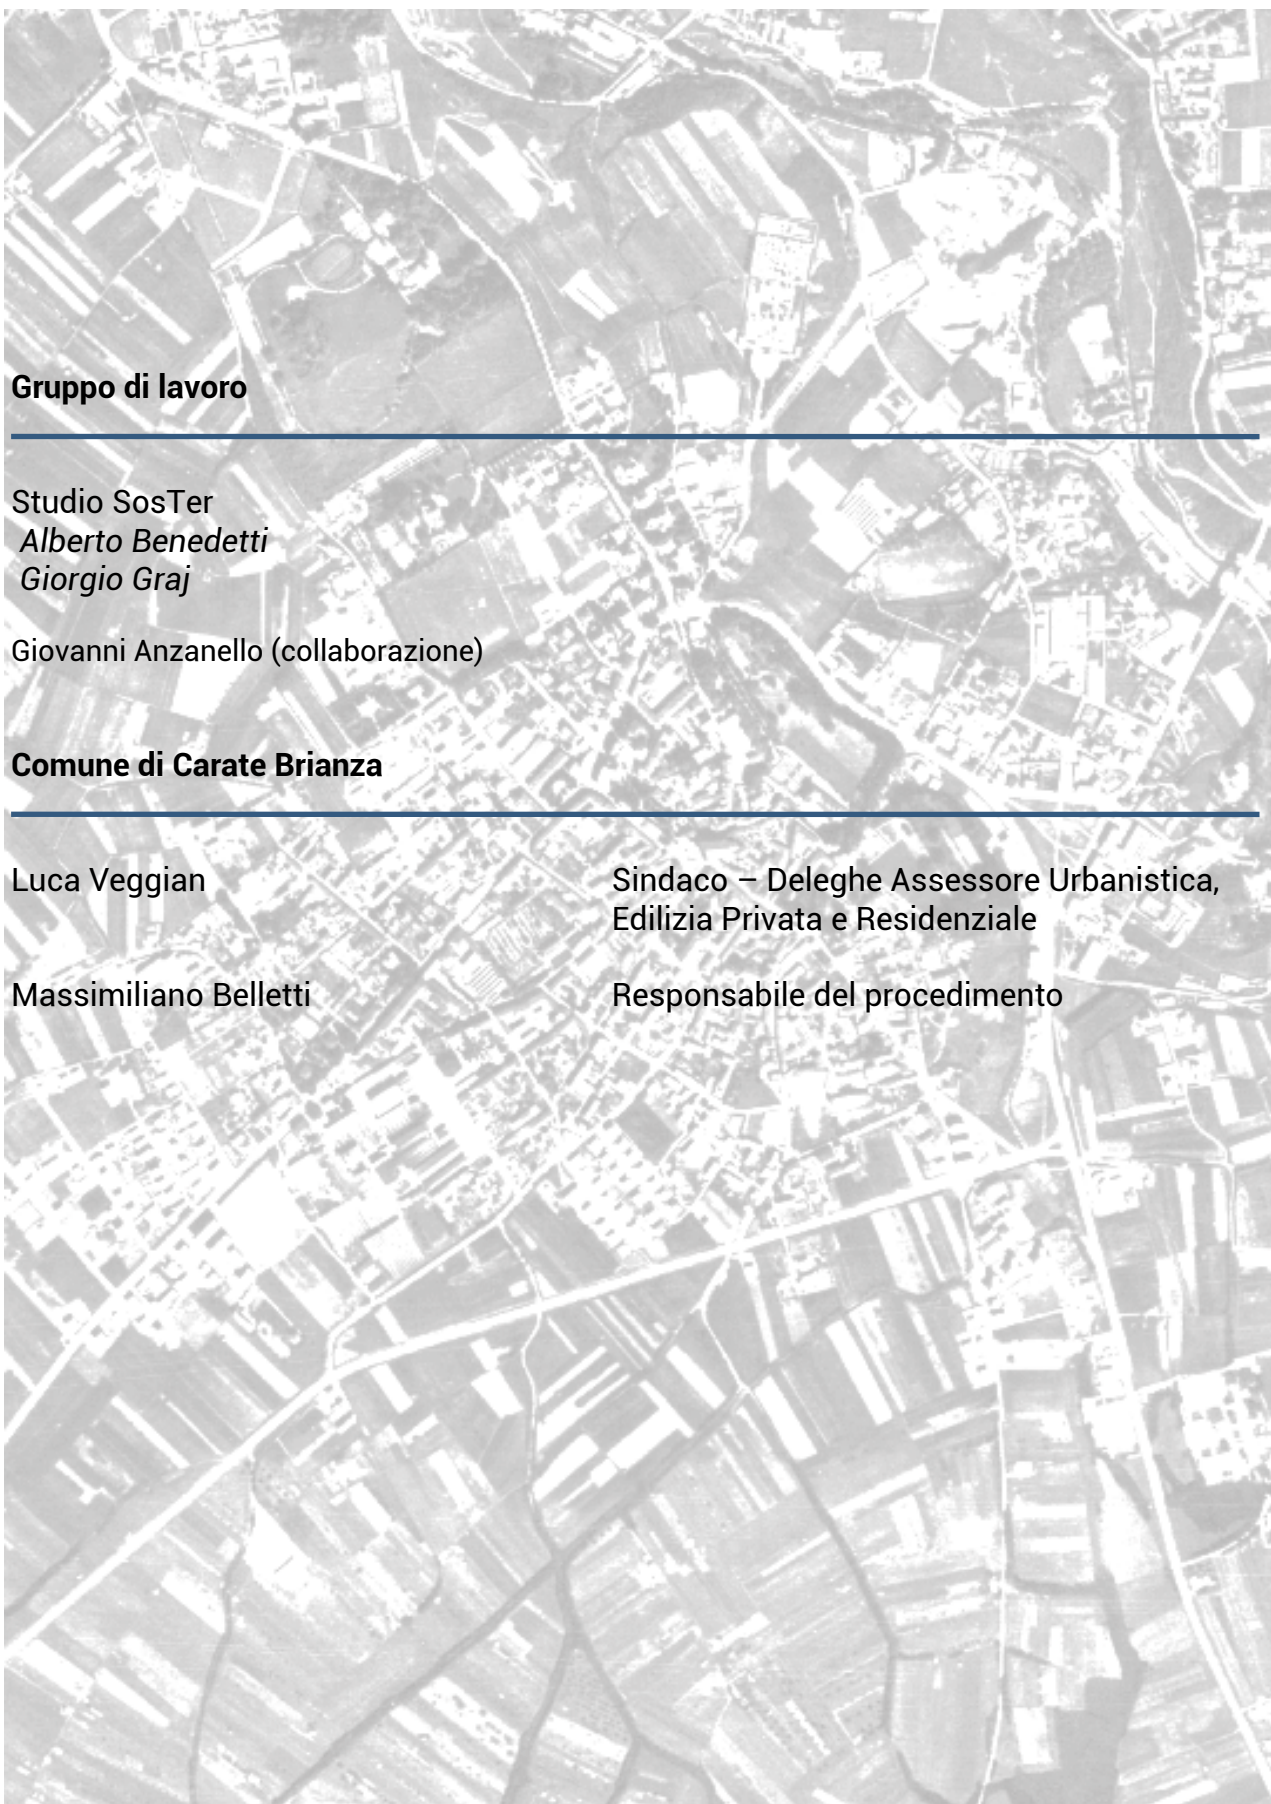 Gruppo di lavoro
Studio SosTer
Alberto Benedetti
Giorgio Graj
Giovanni Anzanello (collaborazione)
Comune di Carate Brianza
Luca Veggian
Sindaco – Deleghe Assessore Urbanistica,
Edilizia Privata e Residenziale
Massimiliano Belletti
Responsabile del procedimento